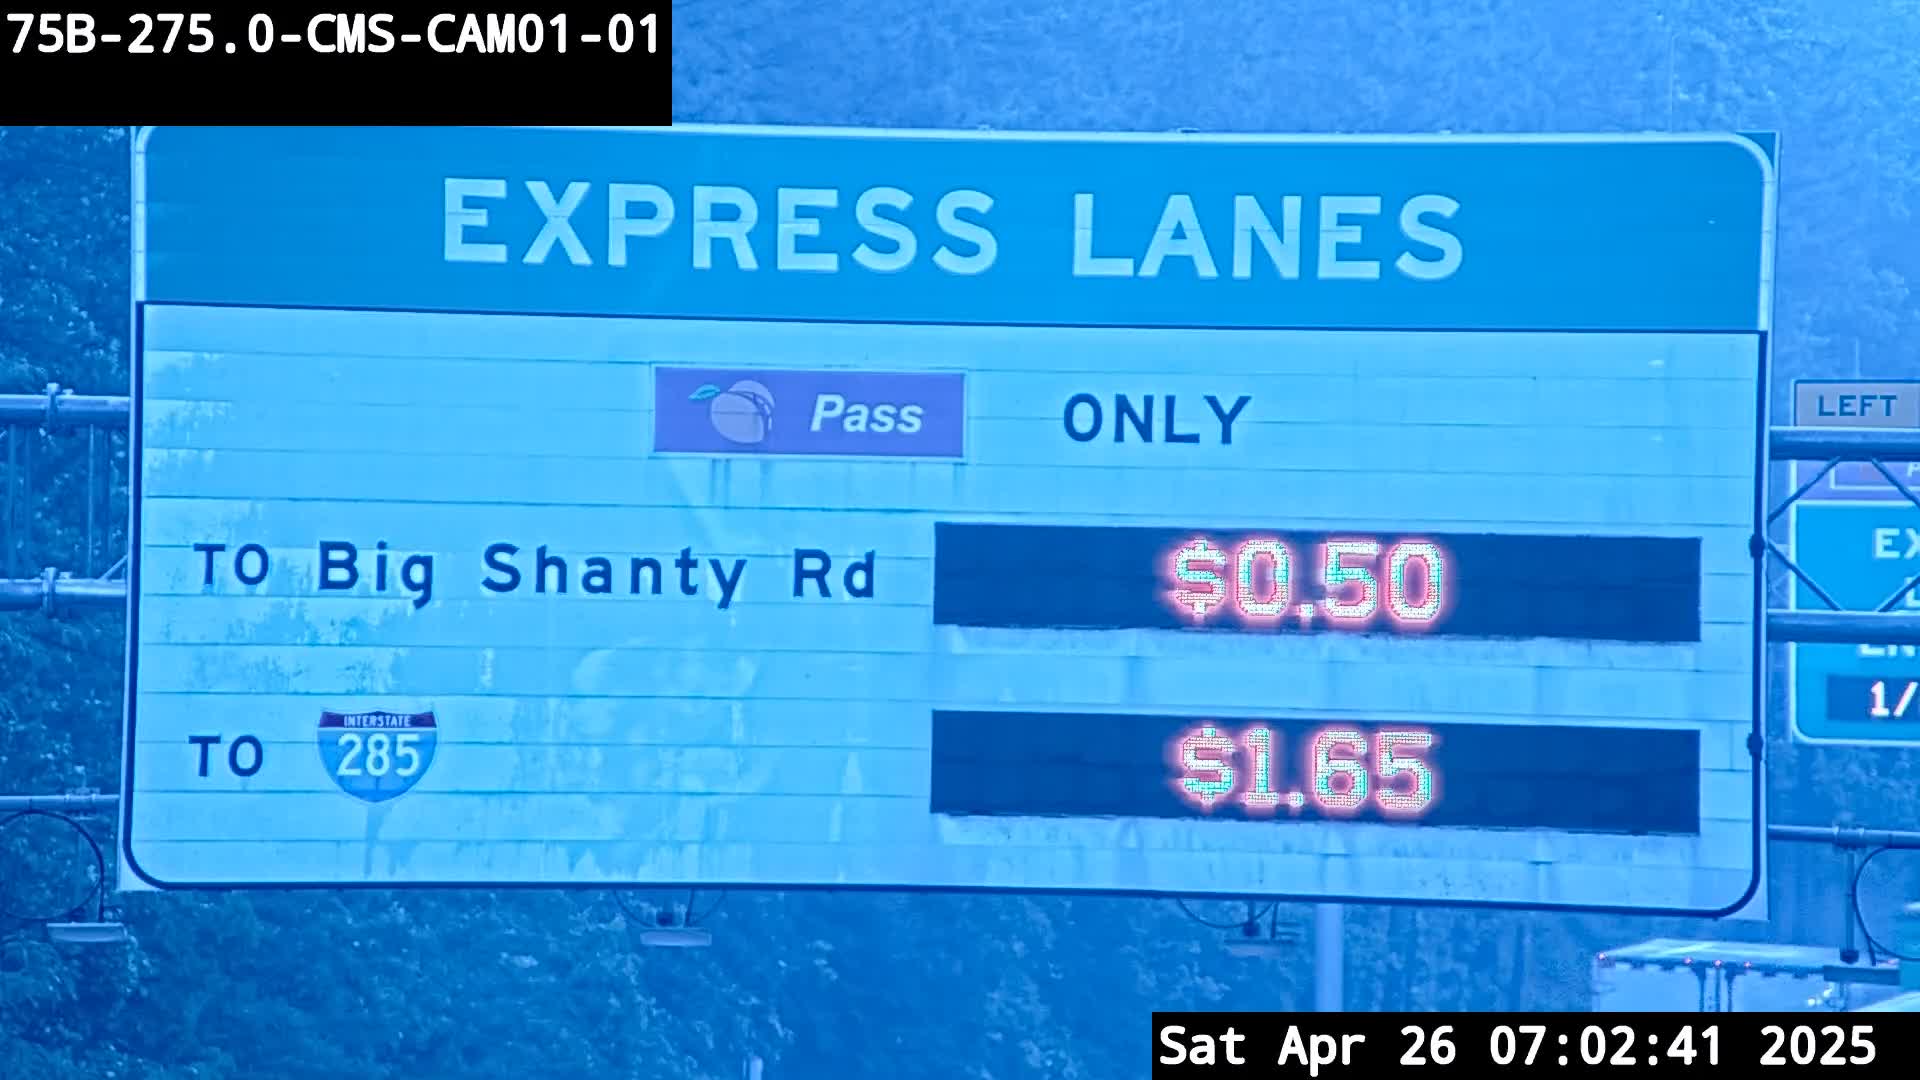 75B-275.0-CMS-CAM01-01
EXPRESS LANES
Pass ONLY
TO Big Shanty Rd $0.50
TO INTERSTATE 285 $1.65
LEFT
1/
Sat Apr 26 07:02:41 2025